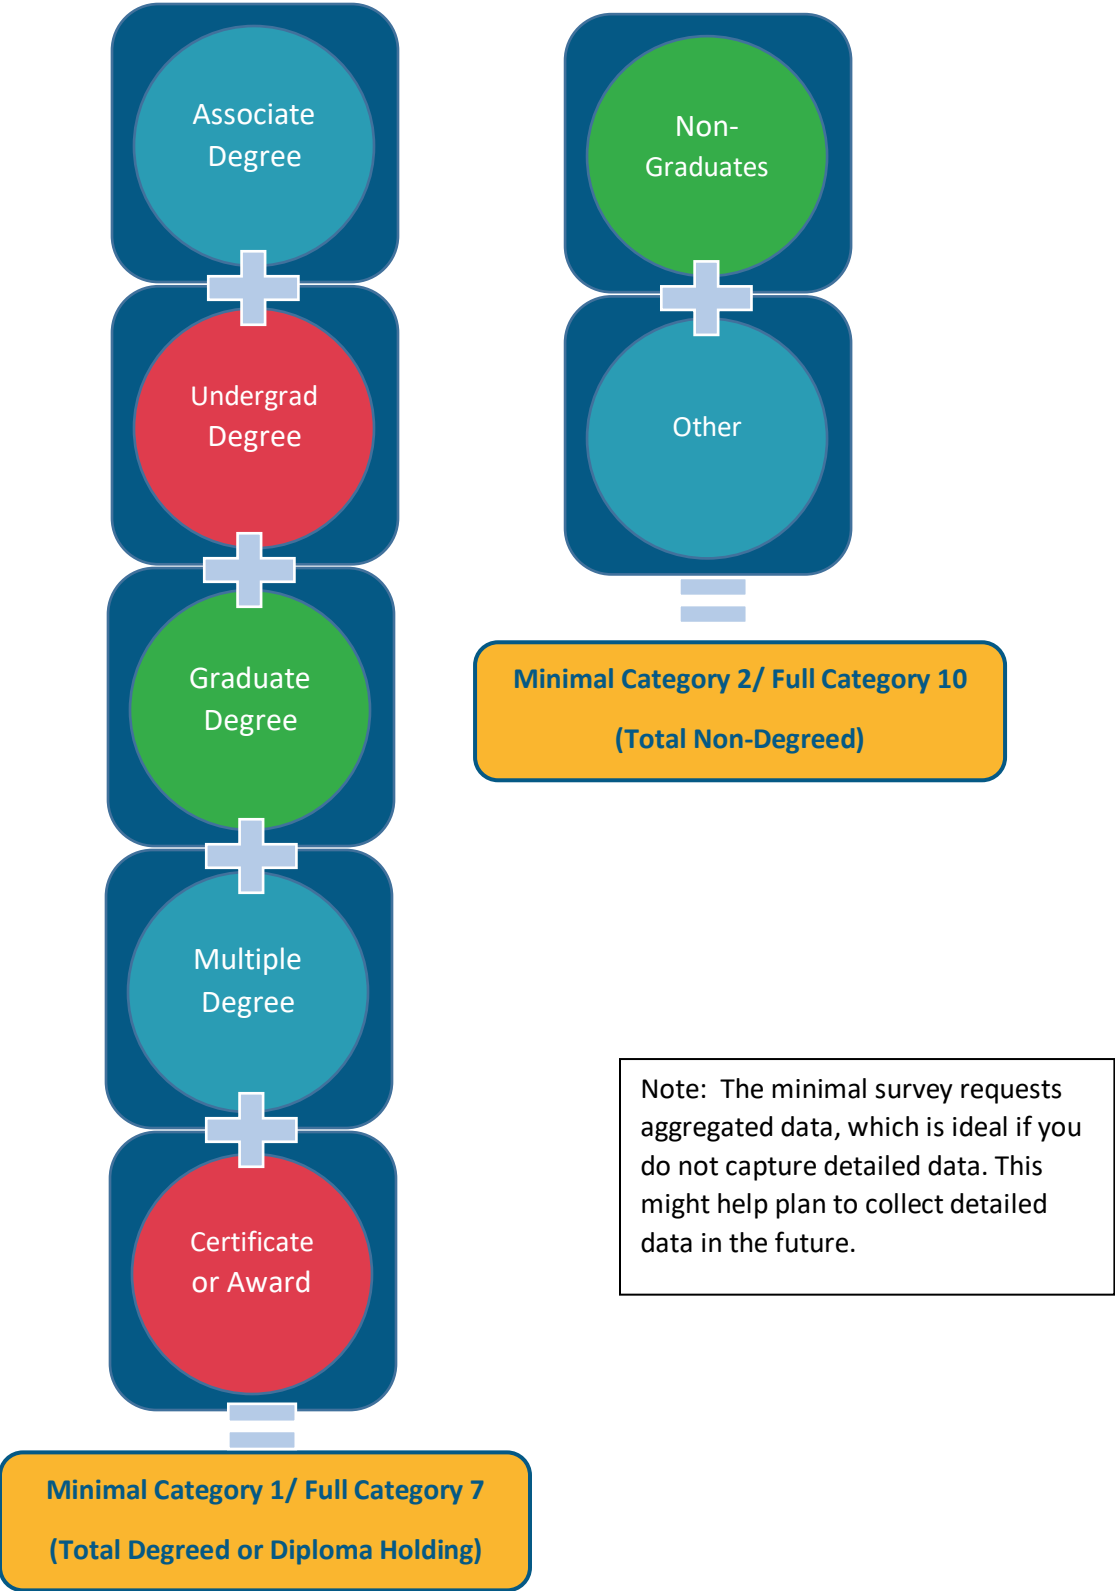 Associate
Degree
Undergrad
Degree
Graduate
Degree
Multiple
Degree
Certificate
or Award
Minimal Category 1/ Full Category 7
(Total Degreed or Diploma Holding)
Non-
Graduates
Other
Minimal Category 2/ Full Category 10
(Total Non-Degreed)
Note:  The minimal survey requests
aggregated data, which is ideal if you
do not capture detailed data. This
might help plan to collect detailed
data in the future.